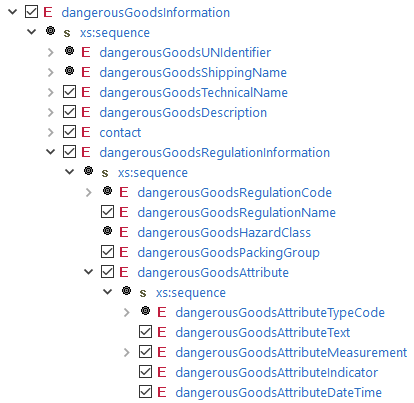 E dangerousGoodsInformation
s xs:sequence
E dangerousGoodsUNIdentifier
E dangerousGoodsShippingName
E dangerousGoodsTechnicalName
E dangerousGoodsDescription
E contact
E dangerousGoodsRegulationInformation
s xs:sequence
E dangerousGoodsRegulationCode
E dangerousGoodsRegulationName
E dangerousGoodsHazardClass
E dangerousGoodsPackingGroup
E dangerousGoodsAttribute
s xs:sequence
E dangerousGoodsAttributeTypeCode
E dangerousGoodsAttributeText
E dangerousGoodsAttributeMeasurement
E dangerousGoodsAttributeIndicator
E dangerousGoodsAttributeDateTime